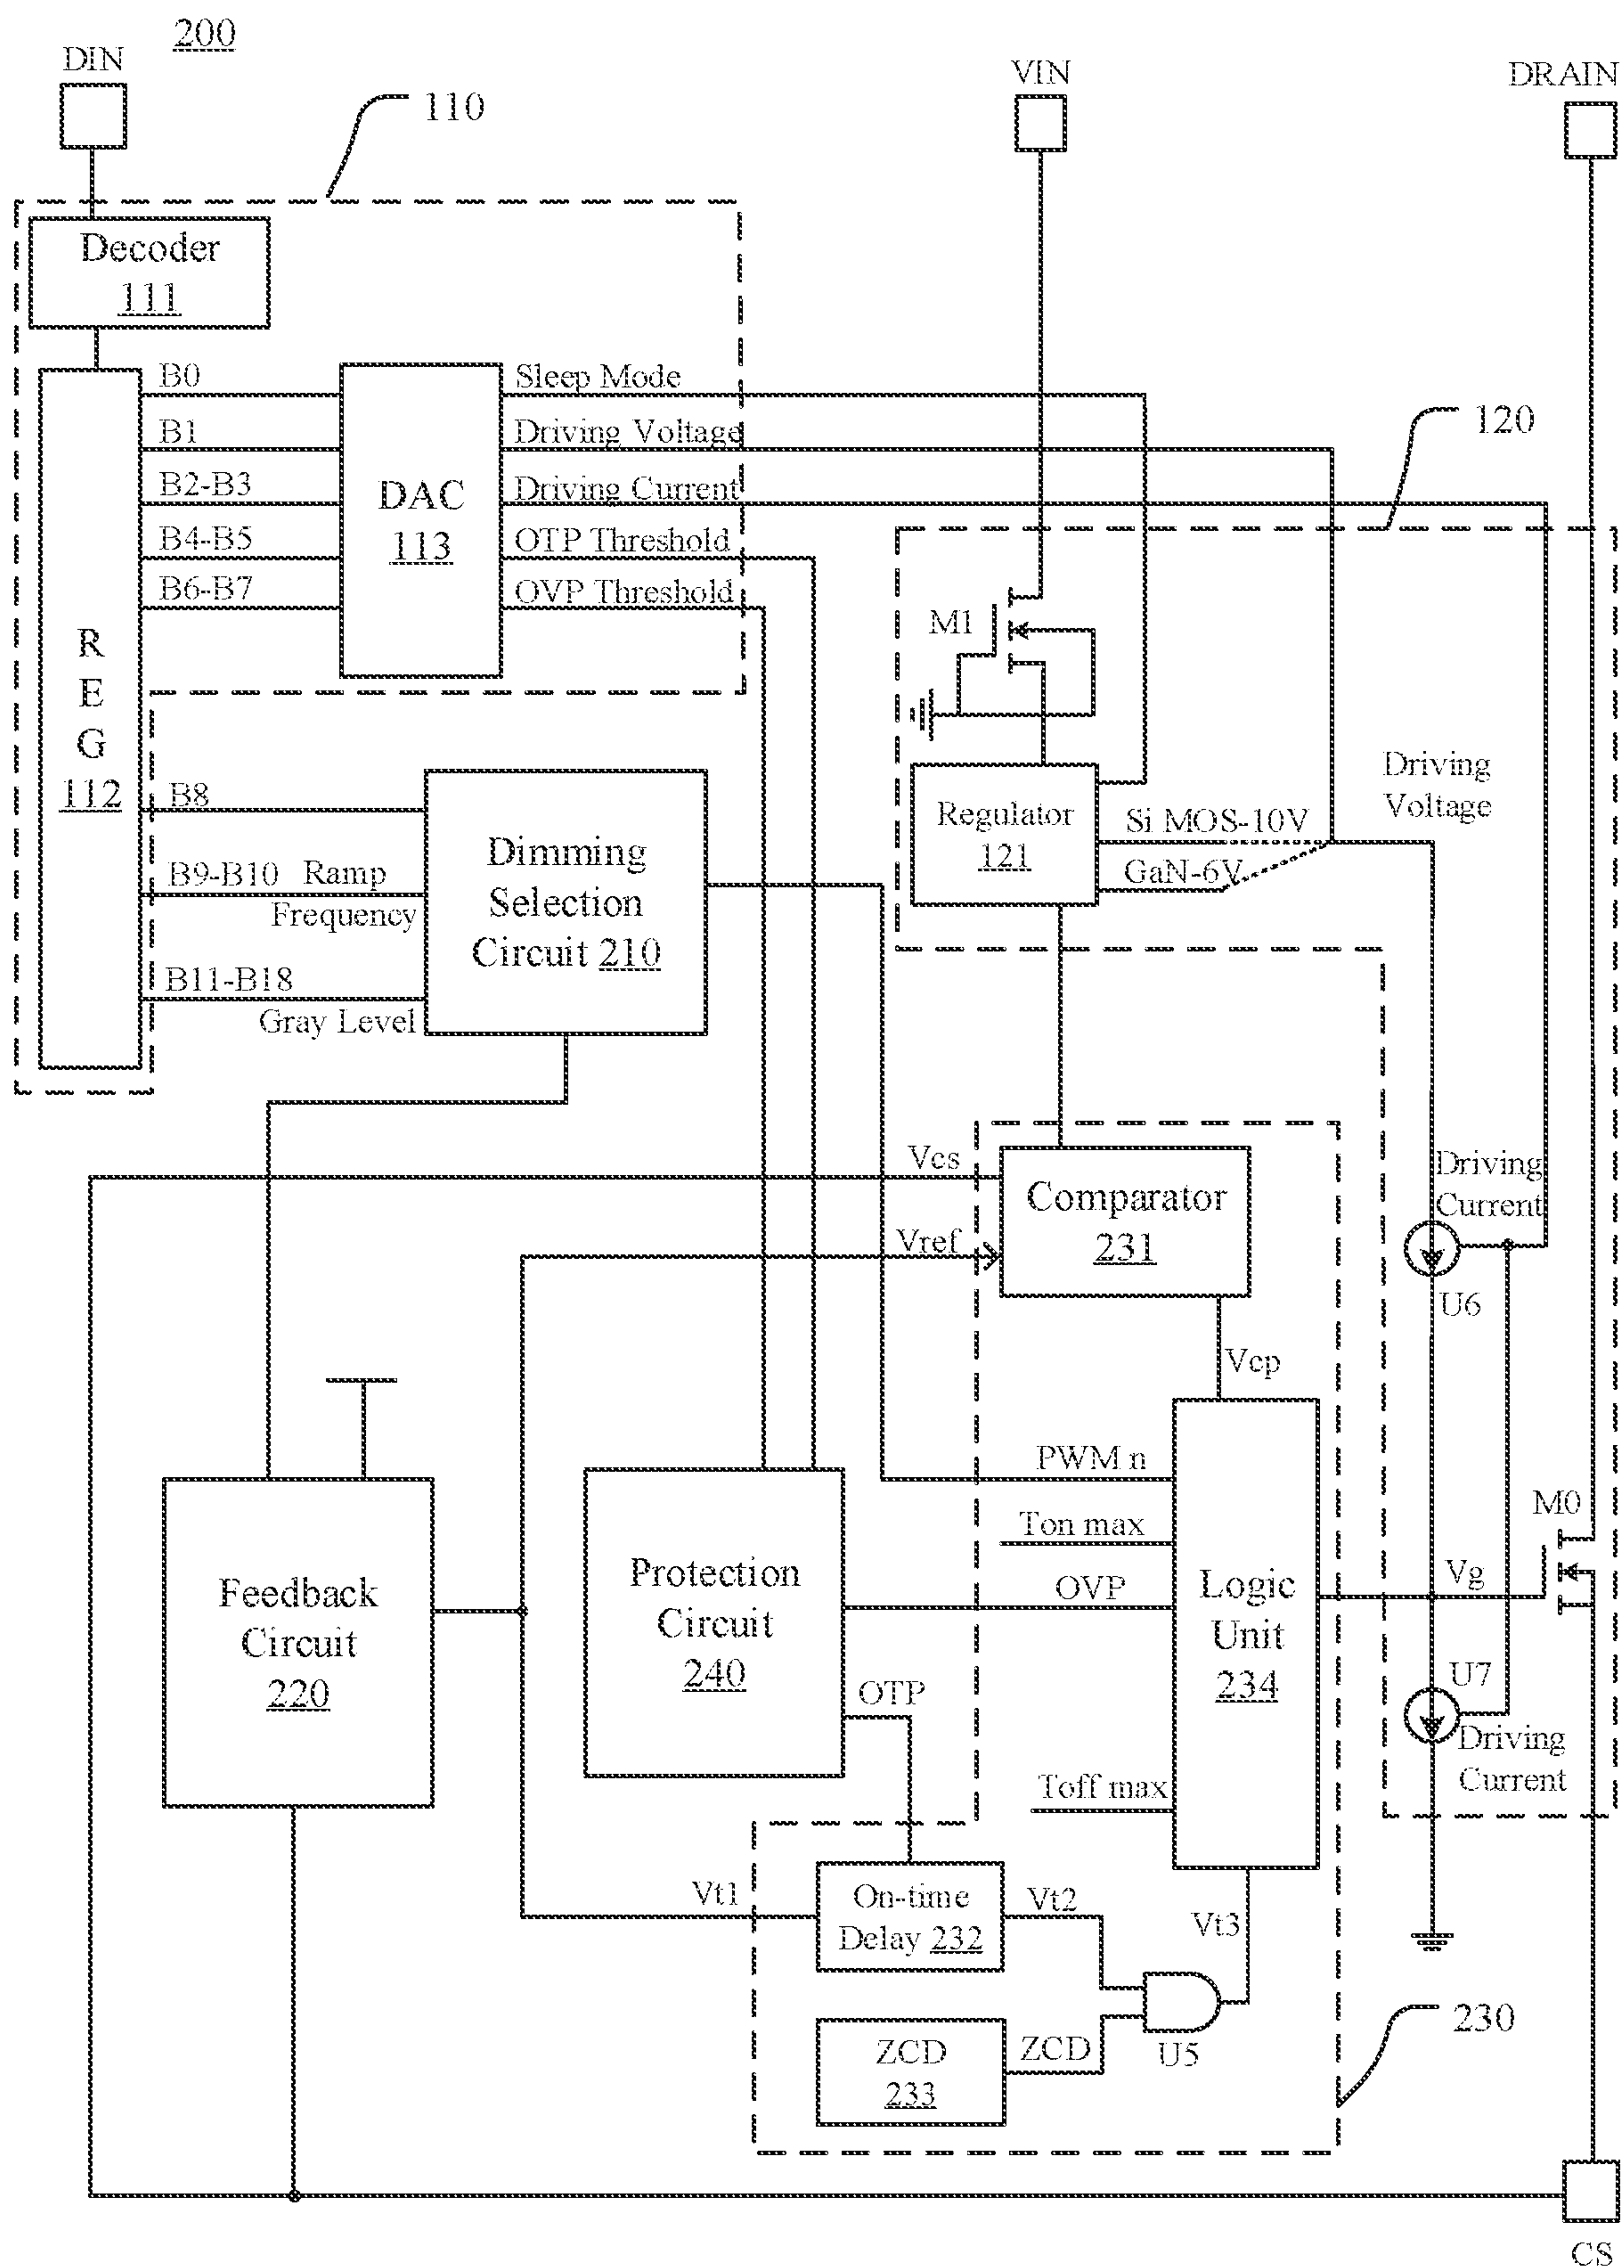 200
DIN
VIN
DRAIN
110
Decoder
111
B0
Sleep Mode
B1
Driving Voltage
B2-B3
Driving Current
B4-B5
OTP Threshold
B6-B7
OVP Threshold
DAC
113
120
R
E
G
112
M1
B8
B9-B10 Ramp
Frequency
B11-B18
Gray Level
Dimming
Selection
Circuit 210
Regulator
121
Si MOS-10V
GaN-6V
Driving
Voltage
Vcs
Vref
Comparator
231
Driving
Current
U6
Vcp
PWM n
Ton max
OVP
Toff max
Logic
Unit
234
M0
Vg
U7
Driving
Current
Feedback
Circuit
220
Protection
Circuit
240
OTP
Vt1
On-time
Delay 232
Vt2
Vt3
ZCD
233
ZCD
U5
230
CS